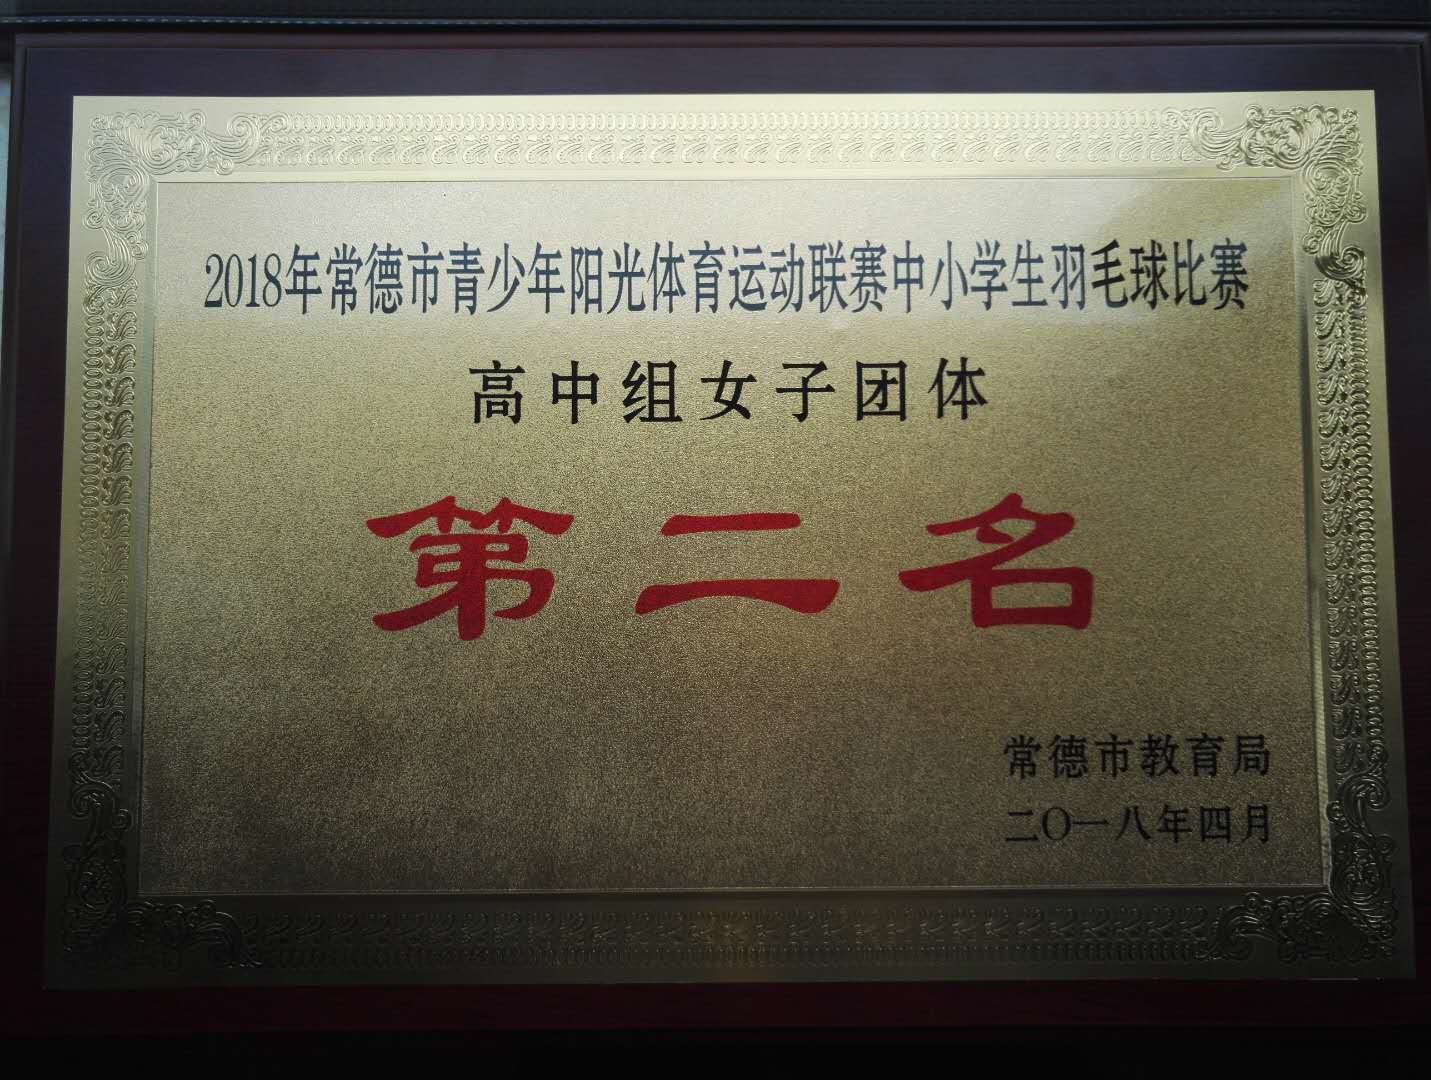 2018年常德市青少年阳光体育运动联赛中小学生羽毛球比赛
高中组女子团体
第二名
常德市教育局
二〇一八年四月